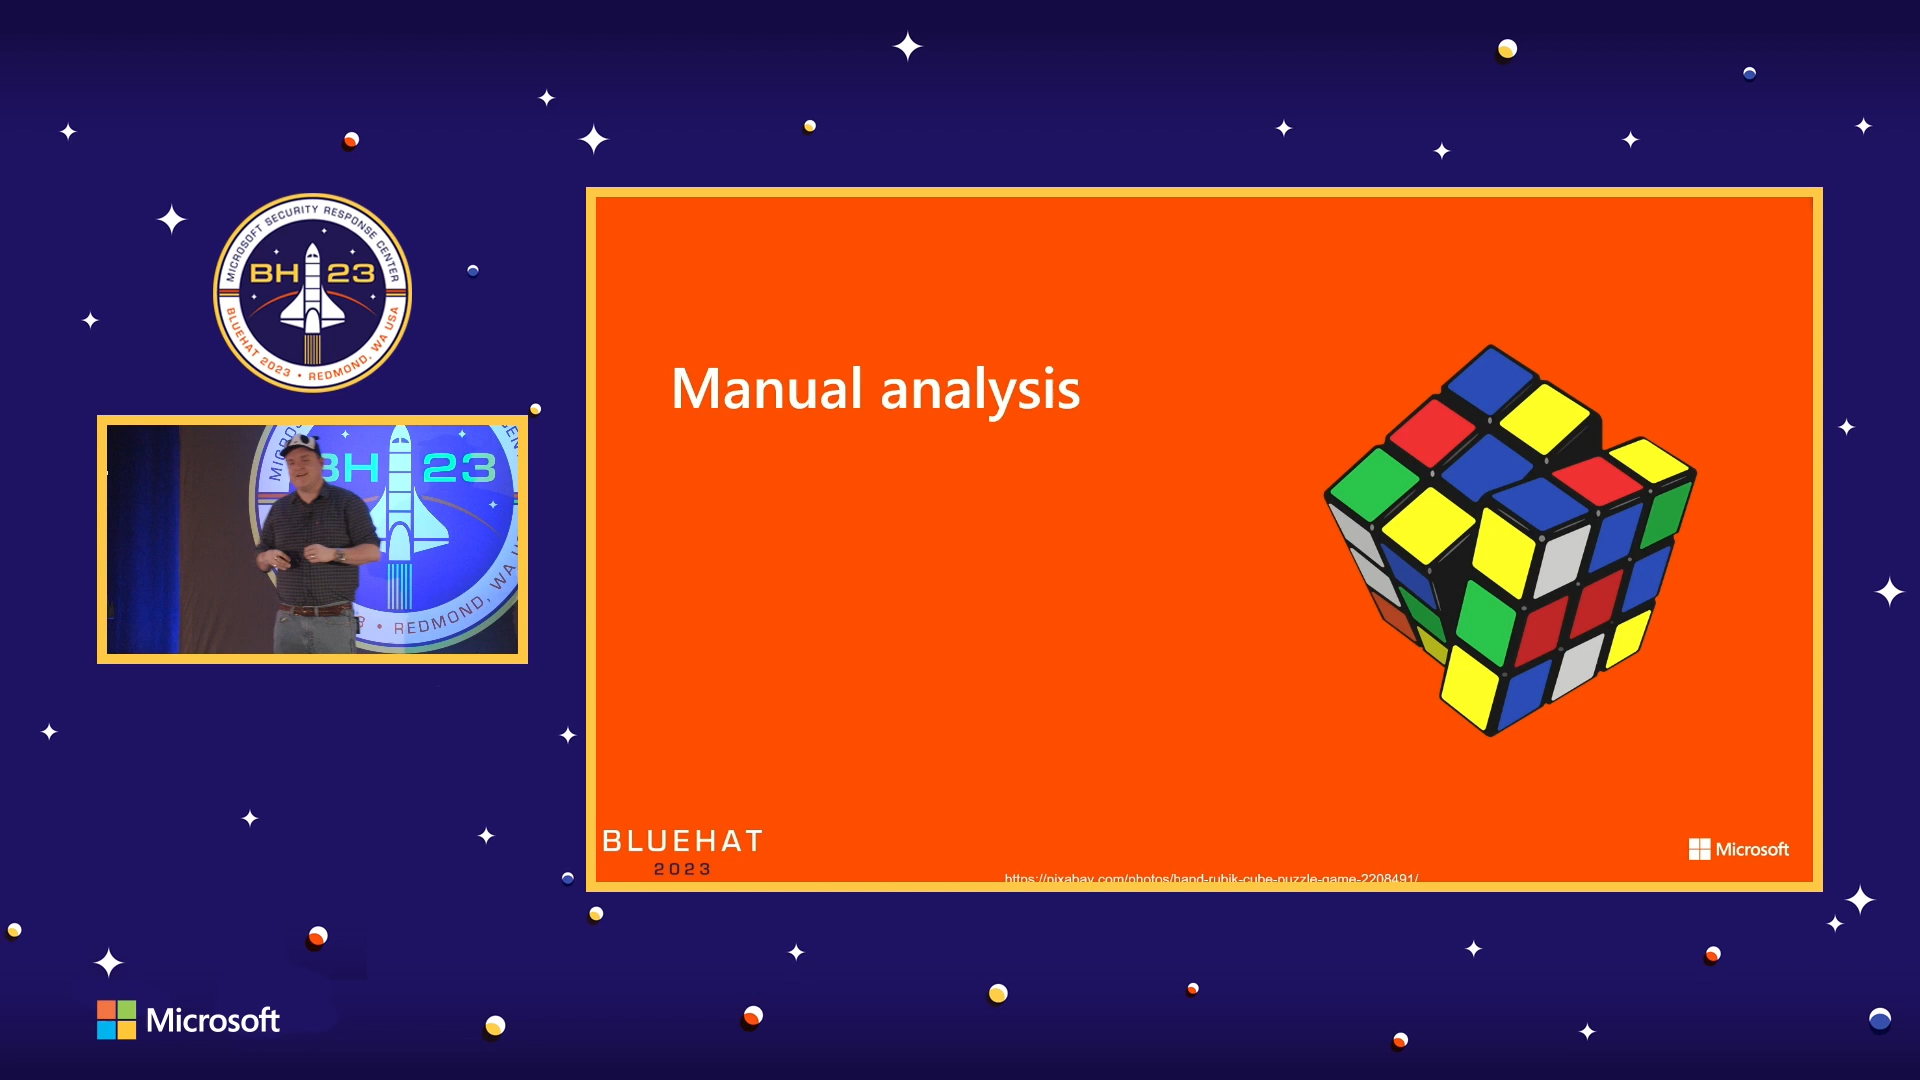 MICROSOFT SECURITY RESPONSE CENTER
BH 23
BLUEHAT 2023 • REDMOND, WA USA
BH 23
REDMOND, WA U
Manual analysis
BLUEHAT
2023
Microsoft
https://pixabay.com/photos/hand-rubik-cube-puzzle-game-2208491/
Microsoft